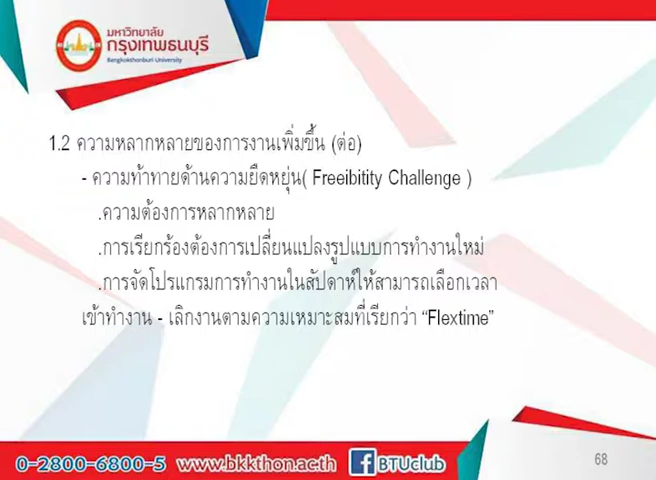 มหาวิทยาลัย
กรุงเทพธนบุรี
Bangkokthonburi University
1.2 ความหลากหลายของการงานเพิ่มขึ้น (ต่อ)
- ความท้าทายด้านความยืดหยุ่น( Freeibitity Challenge )
.ความต้องการหลากหลาย
.การเรียกร้องต้องการเปลี่ยนแปลงรูปแบบการทำงานใหม่
.การจัดโปรแกรมการทำงานในสัปดาห์ให้สามารถเลือกเวลา
เข้าทำงาน - เลิกงานตามความเหมาะสมที่เรียกว่า “Flextime”
0-2800-6800-5 www.bkkthon.ac.th f BTUclub
68